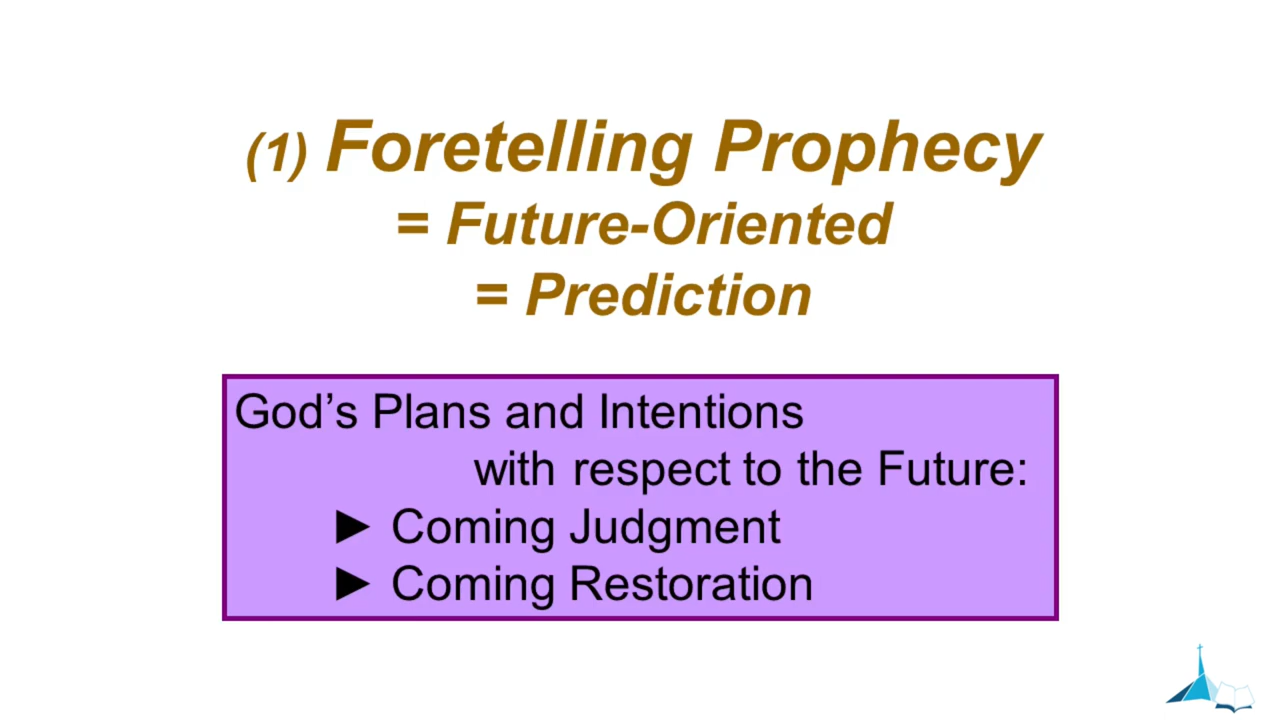 (1) Foretelling Prophecy
= Future-Oriented
= Prediction
God’s Plans and Intentions
with respect to the Future:
► Coming Judgment
► Coming Restoration